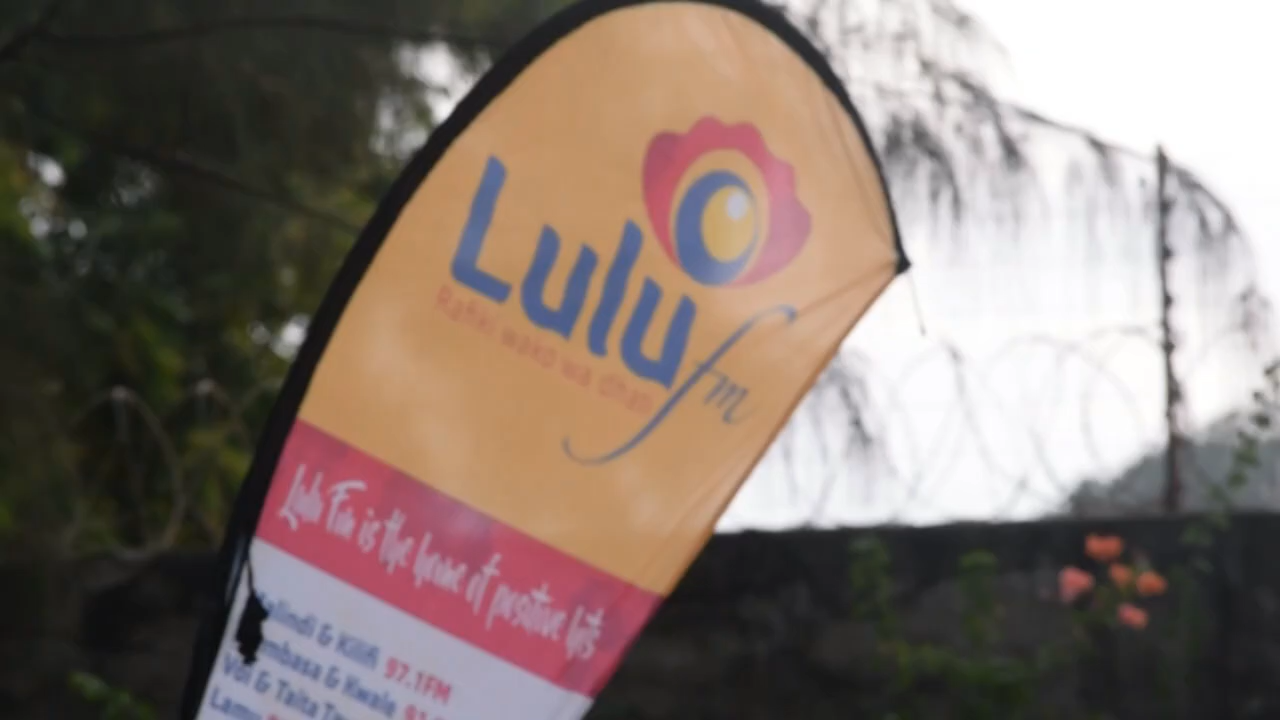 Lulu fm
Rafiki wako wa dhati
Lulu Fm is the home of positive hits
Malindi & Kilifi 97.1FM
Mombasa & Kwale
Voi & Taita
Lamu